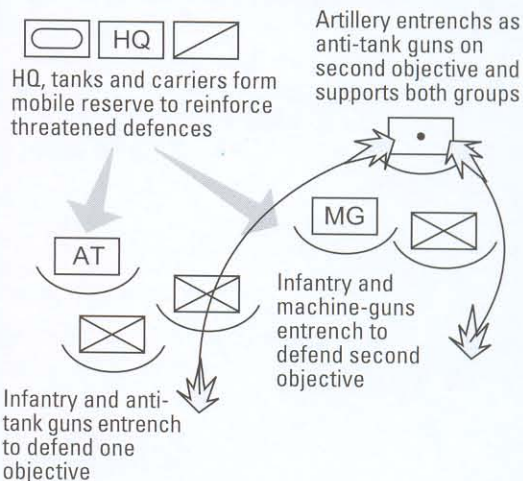 HQ
HQ, tanks and carriers form
mobile reserve to reinforce
threatened defences
Artillery entrenchs as
anti-tank guns on
second objective and
supports both groups
AT
MG
Infantry and
machine-guns
entrench to
defend second
objective
Infantry and anti-
tank guns entrench
to defend one
objective